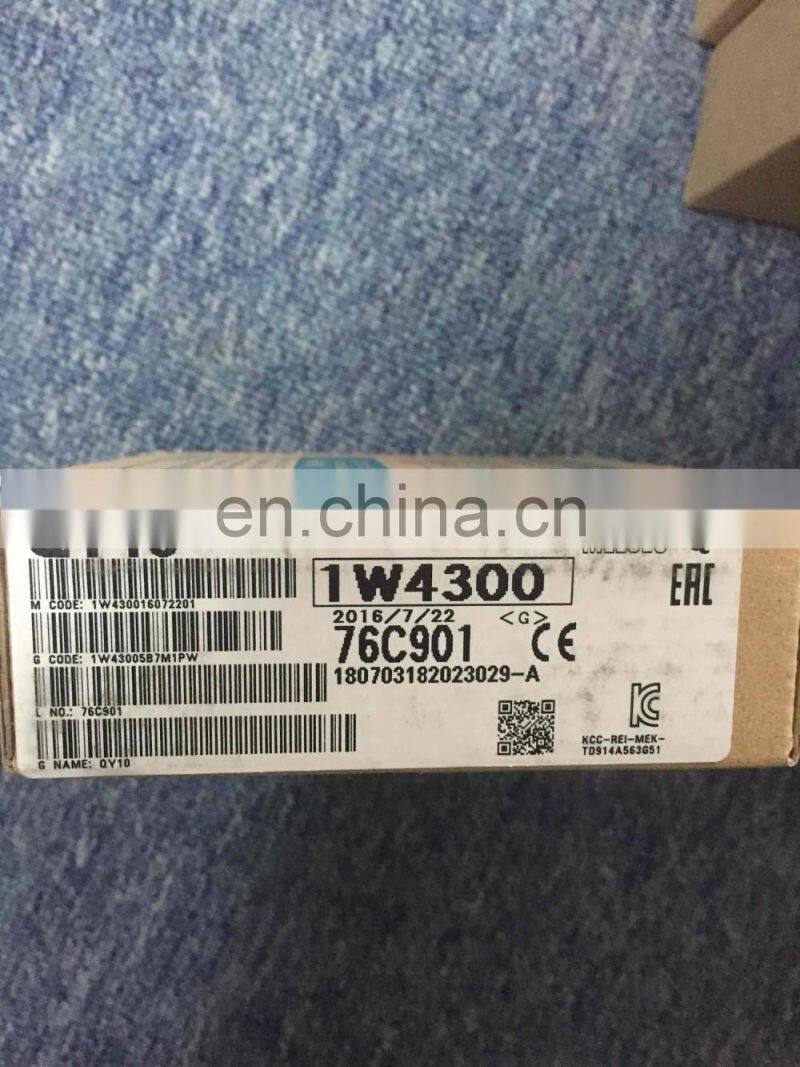 en.china.cn
1W4300
EAC
M CODE: 1W430016072201
2016/7/22 <G>
76C901 CE
G CODE: 1W43005B7M1PW
180703182023029-A
L NO.: 76C901
KCC-REI-MEK-
TD914A563G51
G NAME: QY10